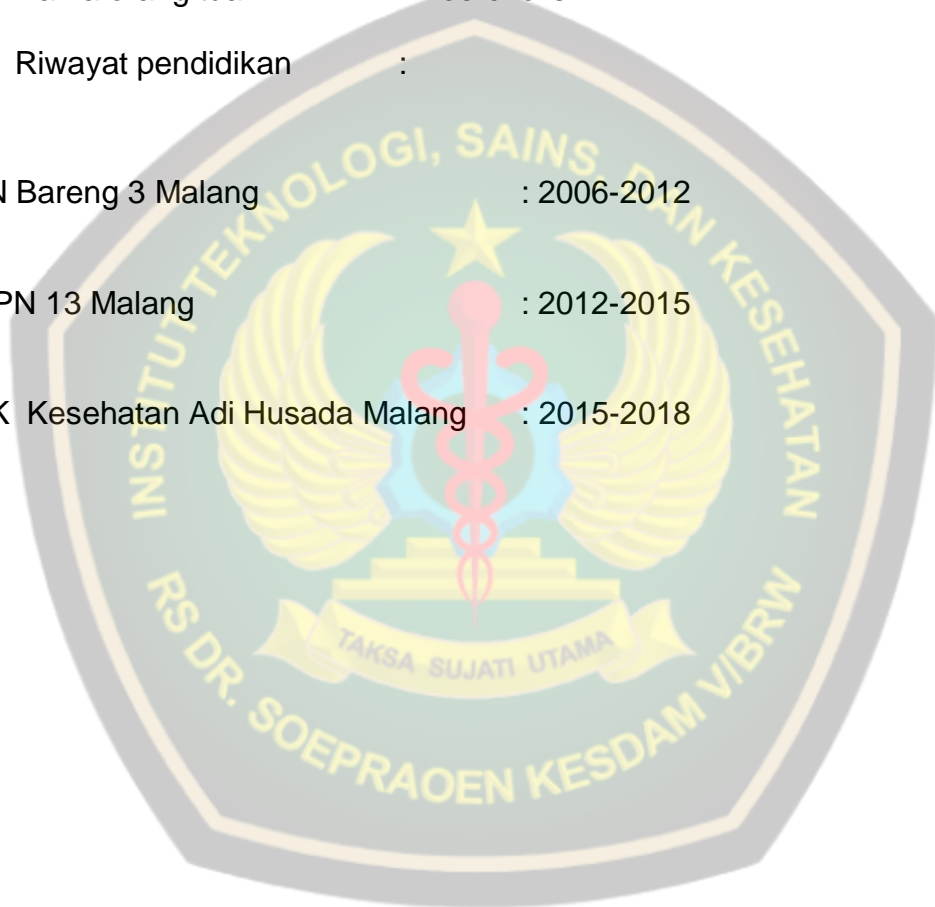 Riwayat pendidikan :
N Bareng 3 Malang : 2006-2012
PN 13 Malang : 2012-2015
K Kesehatan Adi Husada Malang : 2015-2018
INSTITUT TEKNOLOGI, SAINS, DAN KESEHATAN
TAKSA SUJATI UTAMA
RS DR. SOEPRAOEN KESDAM V/BRW